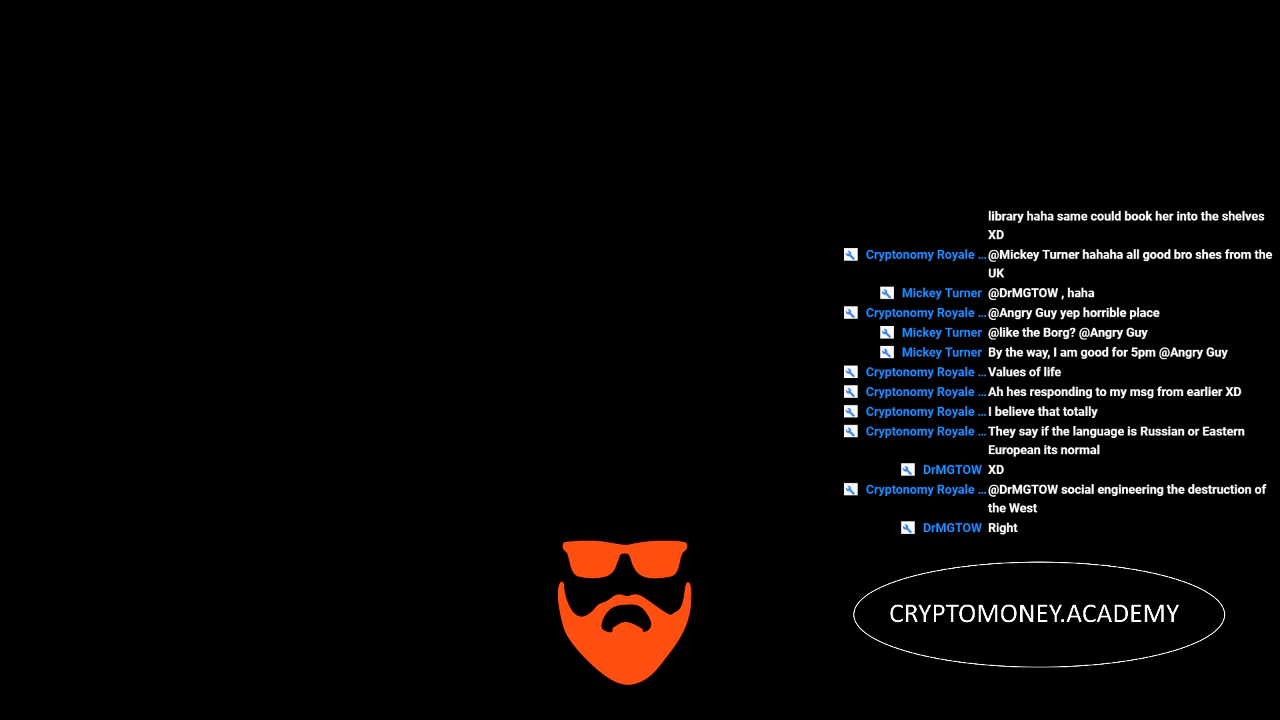 library haha same could book her into the shelves
XD
Cryptonomy Royale ... @Mickey Turner hahaha all good bro shes from the
UK
Mickey Turner @DrMGTOW , haha
Cryptonomy Royale ... @Angry Guy yep horrible place
Mickey Turner @like the Borg? @Angry Guy
Mickey Turner By the way, I am good for 5pm @Angry Guy
Cryptonomy Royale ... Values of life
Cryptonomy Royale ... Ah hes responding to my msg from earlier XD
Cryptonomy Royale ... I believe that totally
Cryptonomy Royale ... They say if the language is Russian or Eastern
European its normal
DrMGTOW XD
Cryptonomy Royale ... @DrMGTOW social engineering the destruction of
the West
DrMGTOW Right
CRYPTOMONEY.ACADEMY